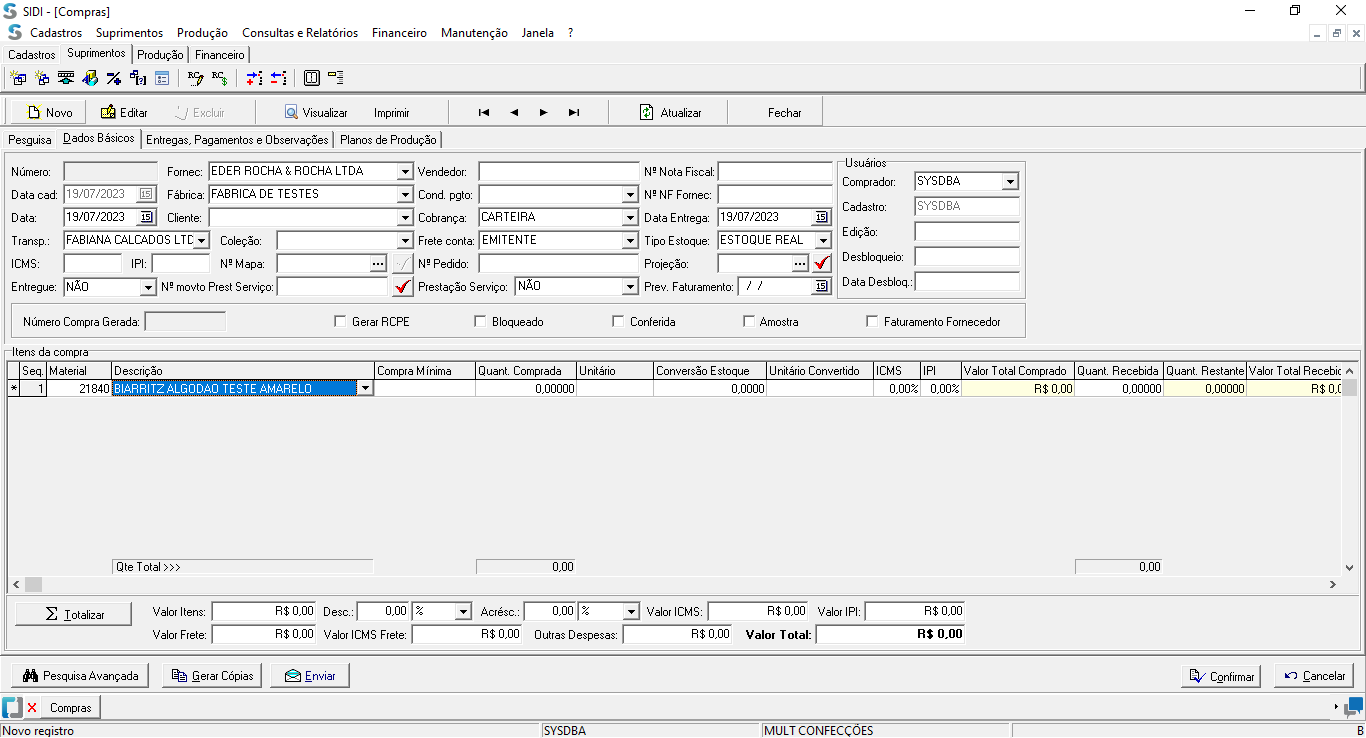 SIDI - [Compras]
Cadastros Suprimentos Produção Consultas e Relatórios Financeiro Manutenção Janela ?
Cadastros Suprimentos Produção Financeiro
Novo Editar Excluir Visualizar Imprimir Atualizar Fechar
Pesquisa Dados Básicos Entregas, Pagamentos e Observações Planos de Produção
Usuários
Número: Fornec: EDER ROCHA & ROCHA LTDA Vendedor: Nº Nota Fiscal: Comprador: SYSDBA
Data cad: 19/07/2023 15 Fábrica: FABRICA DE TESTES Cond. pgto: Nº NF Fornec: Cadastro: SYSDBA
Data: 19/07/2023 15 Cliente: Cobrança: CARTEIRA Data Entrega: 19/07/2023 15 Edição:
Transp.: FABIANA CALCADOS LTC Coleção: Frete conta: EMITENTE Tipo Estoque: ESTOQUE REAL
ICMS: IPI: Nº Mapa: ... Nº Pedido: Projeção: ... Desbloqueio:
Entregue: NÃO Nº movto Prest Serviço: Prestação Serviço: NÃO Prev. Faturamento: / / 15 Data Desbloq.:
Número Compra Gerada: Gerar RCPE Bloqueado Conferida Amostra Faturamento Fornecedor
Itens da compra
Seq. Material Descrição Compra Mínima Quant. Comprada Unitário Conversão Estoque Unitário Convertido ICMS IPI Valor Total Comprado Quant. Recebida Quant. Restante Valor Total Recebic
* 1 21840 BIARRITZ ALGODAO TESTE AMARELO 0,00000 0,0000 0,00% 0,00% R$ 0,00 0,00000 0,00000 R$ 0,0
Qte Total >>> 0,00 0,00
Σ Totalizar Valor Itens: R$ 0,00 Desc.: 0,00 % Acrésc.: 0,00 % Valor ICMS: R$ 0,00 Valor IPI: R$ 0,00
Valor Frete: R$ 0,00 Valor ICMS Frete: R$ 0,00 Outras Despesas: R$ 0,00 Valor Total: R$ 0,00
Pesquisa Avançada Gerar Cópias Enviar Confirmar Cancelar
Compras
Novo registro SYSDBA MULT CONFECÇÕES B